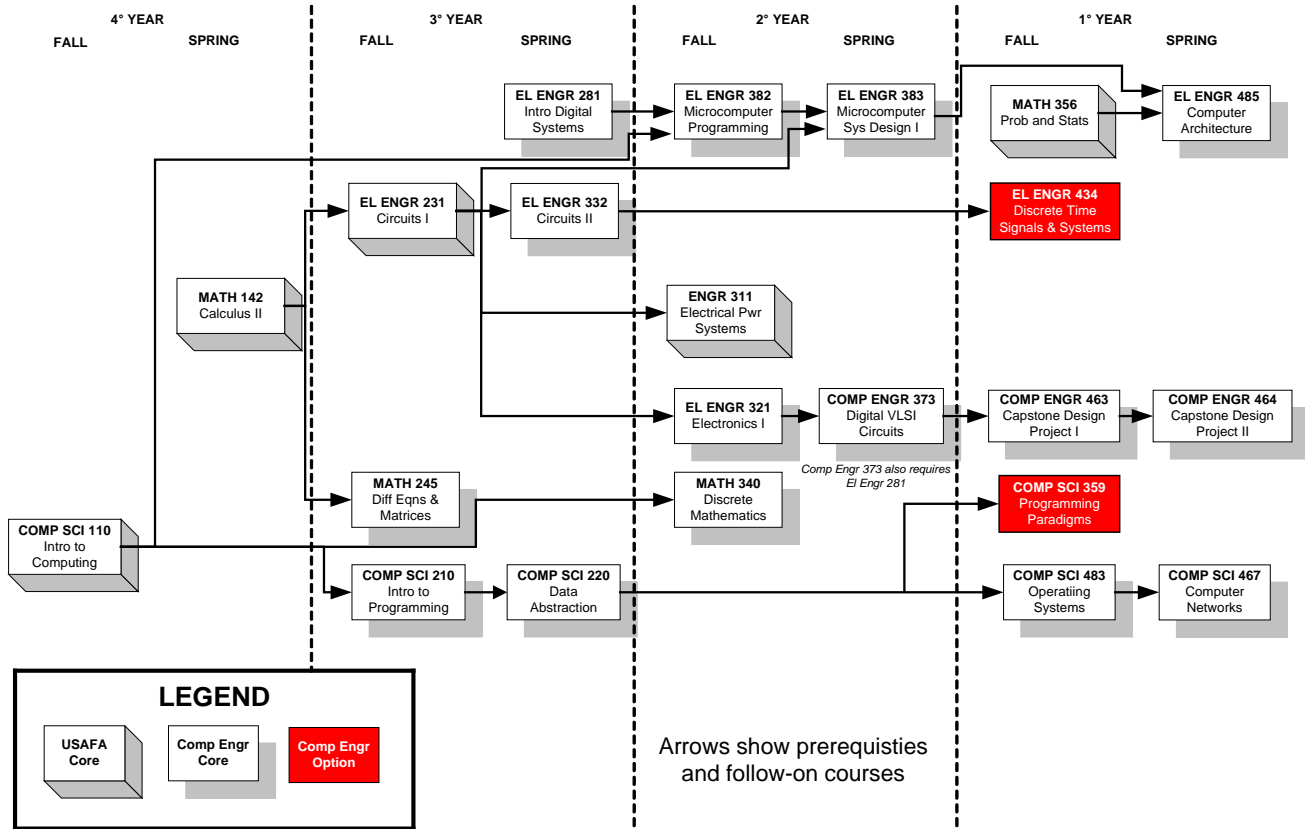 4° YEAR
3° YEAR
2° YEAR
1° YEAR
FALL
SPRING
FALL
SPRING
FALL
SPRING
FALL
SPRING
EL ENGR 281
Intro Digital
Systems
EL ENGR 382
Microcomputer
Programming
EL ENGR 383
Microcomputer
Sys Design I
MATH 356
Prob and Stats
EL ENGR 485
Computer
Architecture
EL ENGR 231
Circuits I
EL ENGR 332
Circuits II
EL ENGR 434
Discrete Time
Signals & Systems
MATH 142
Calculus II
ENGR 311
Electrical Pwr
Systems
EL ENGR 321
Electronics I
COMP ENGR 373
Digital VLSI
Circuits
COMP ENGR 463
Capstone Design
Project I
COMP ENGR 464
Capstone Design
Project II
Comp Engr 373 also requires
El Engr 281
MATH 245
Diff Eqns &
Matrices
MATH 340
Discrete
Mathematics
COMP SCI 359
Programming
Paradigms
COMP SCI 110
Intro to
Computing
COMP SCI 210
Intro to
Programming
COMP SCI 220
Data
Abstraction
COMP SCI 483
Operatiing
Systems
COMP SCI 467
Computer
Networks
LEGEND
USAFA
Core
Comp Engr
Core
Comp Engr
Option
Arrows show prerequisties
and follow-on courses